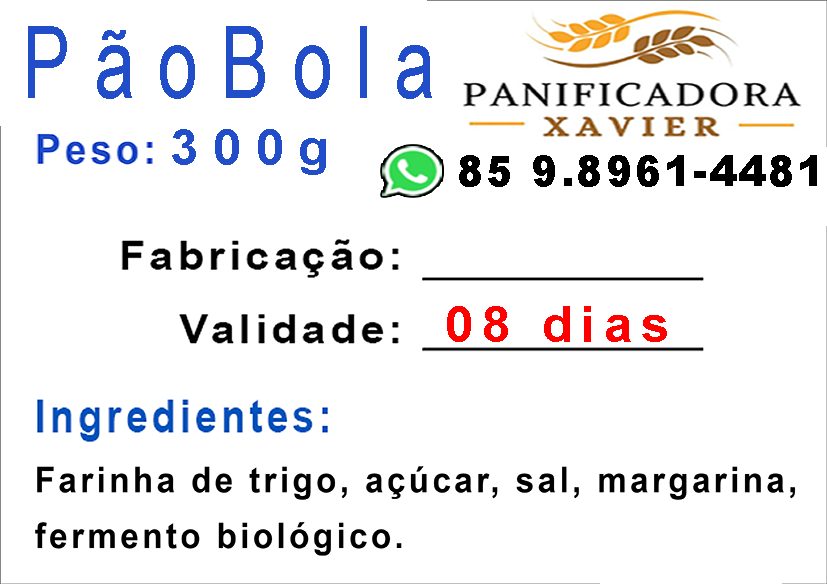 PãoBola
PANIFICADORA
XAVIER
Peso: 300g
85 9.8961-4481
Fabricação:
Validade: 08 dias
Ingredientes:
Farinha de trigo, açúcar, sal, margarina,
fermento biológico.